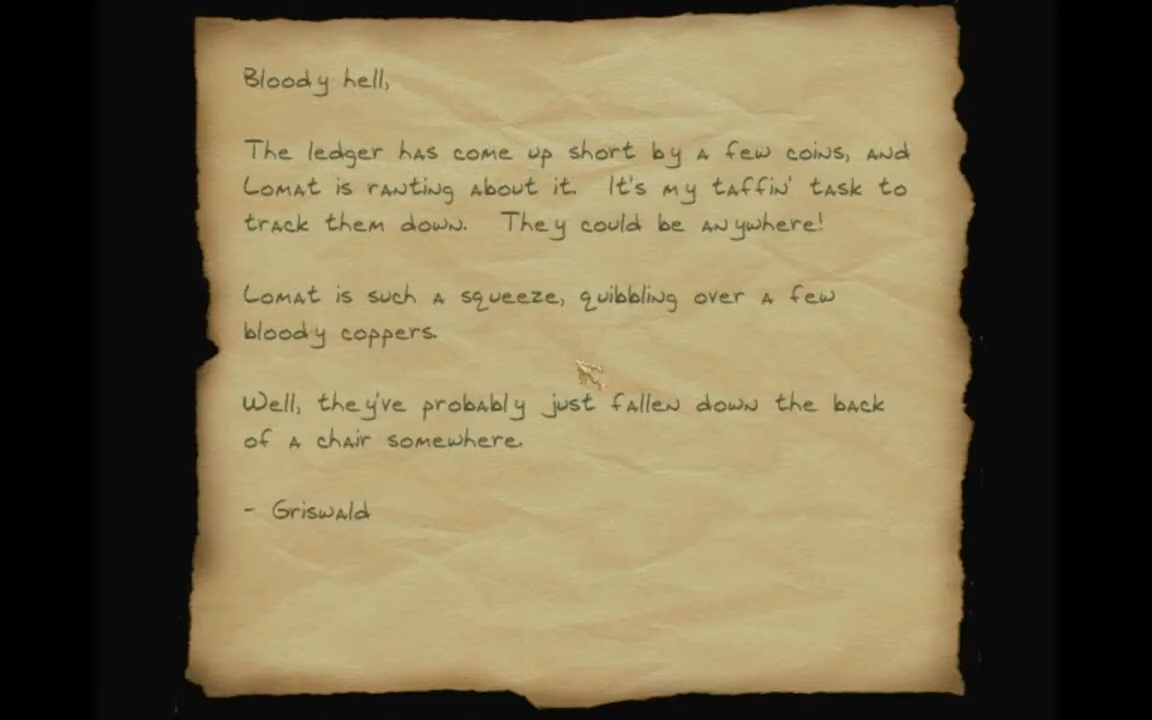 Bloody hell,
The ledger has come up short by a few coins, and
Lomat is ranting about it. It's my taffin' task to
track them down. They could be anywhere!
Lomat is such a squeeze, quibbling over a few
bloody coppers.
Well, they've probably just fallen down the back
of a chair somewhere.
- Griswald